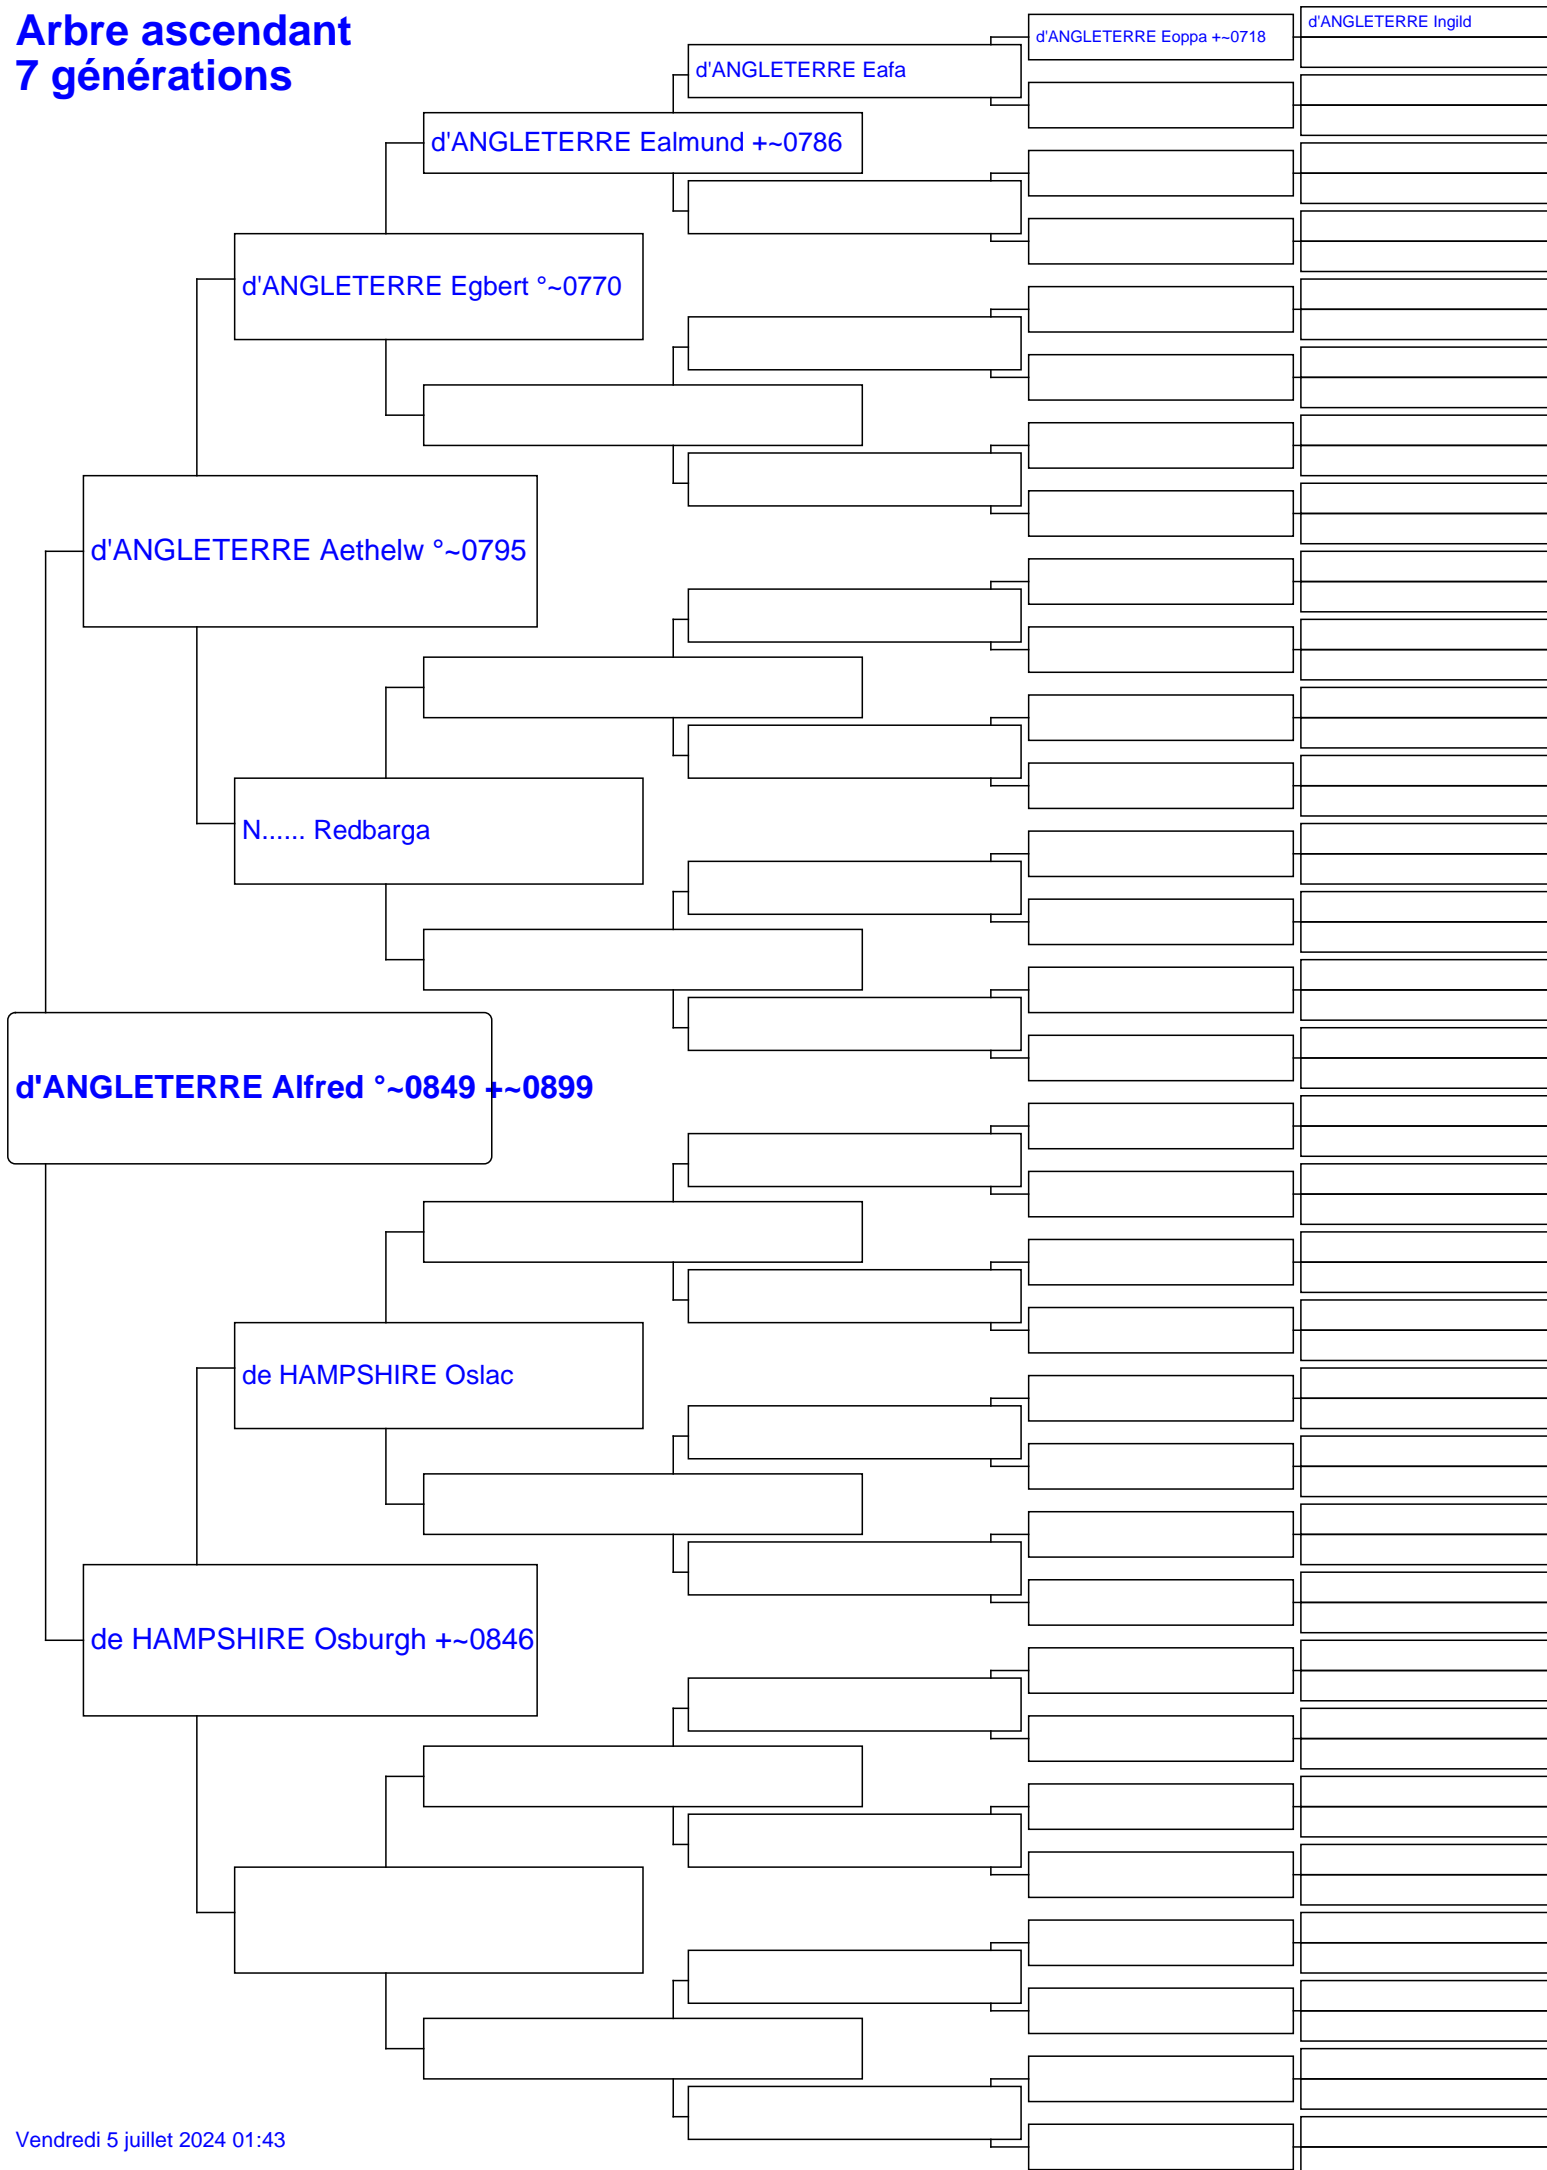 Arbre ascendant
7 générations
d'ANGLETERRE Ingild
d'ANGLETERRE Eoppa +~0718
d'ANGLETERRE Eafa
d'ANGLETERRE Ealmund +~0786
d'ANGLETERRE Egbert °~0770
d'ANGLETERRE Aethelw °~0795
N...... Redbarga
d'ANGLETERRE Alfred °~0849 +~0899
de HAMPSHIRE Oslac
de HAMPSHIRE Osburgh +~0846
Vendredi 5 juillet 2024 01:43